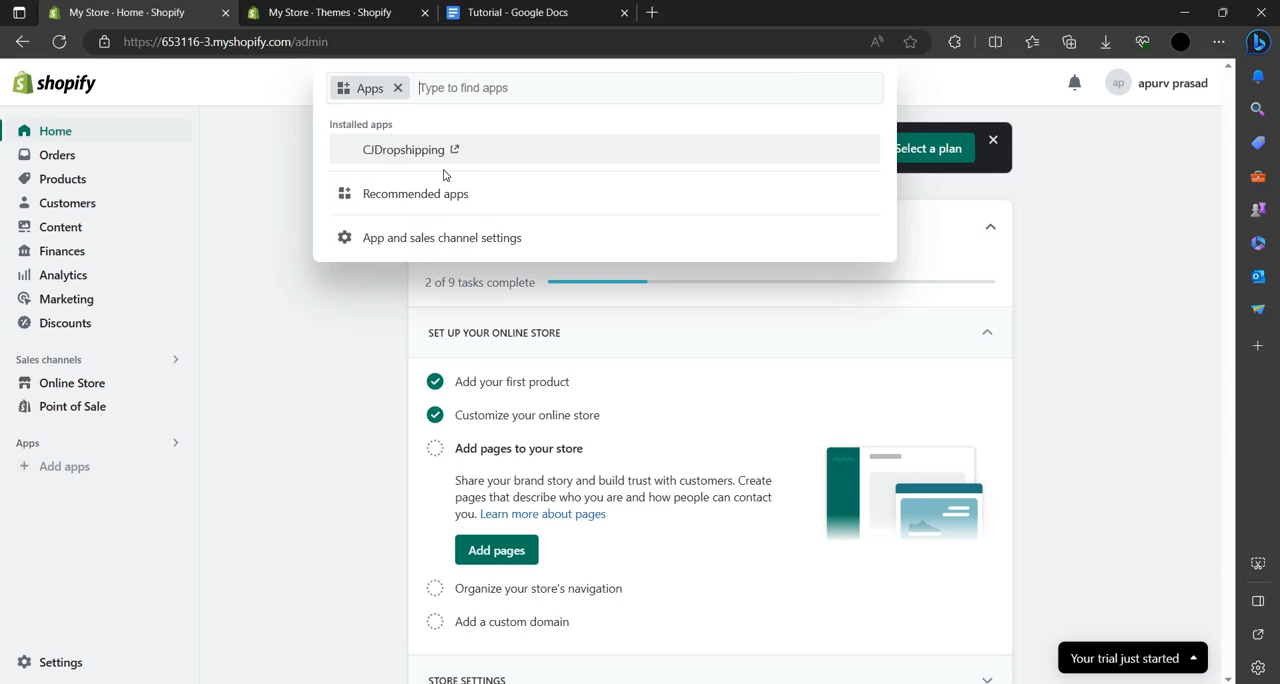 My Store · Home · Shopify
My Store · Themes · Shopify
Tutorial - Google Docs
https://653116-3.myshopify.com/admin
shopify
Apps
Type to find apps
ap
apurv prasad
Installed apps
CJDropshipping
Recommended apps
App and sales channel settings
Select a plan
Home
Orders
Products
Customers
Content
Finances
Analytics
Marketing
Discounts
Sales channels
Online Store
Point of Sale
Apps
Add apps
Settings
2 of 9 tasks complete
SET UP YOUR ONLINE STORE
Add your first product
Customize your online store
Add pages to your store
Share your brand story and build trust with customers. Create
pages that describe who you are and how people can contact
you. Learn more about pages
Add pages
Organize your store's navigation
Add a custom domain
STORE SETTINGS
Your trial just started